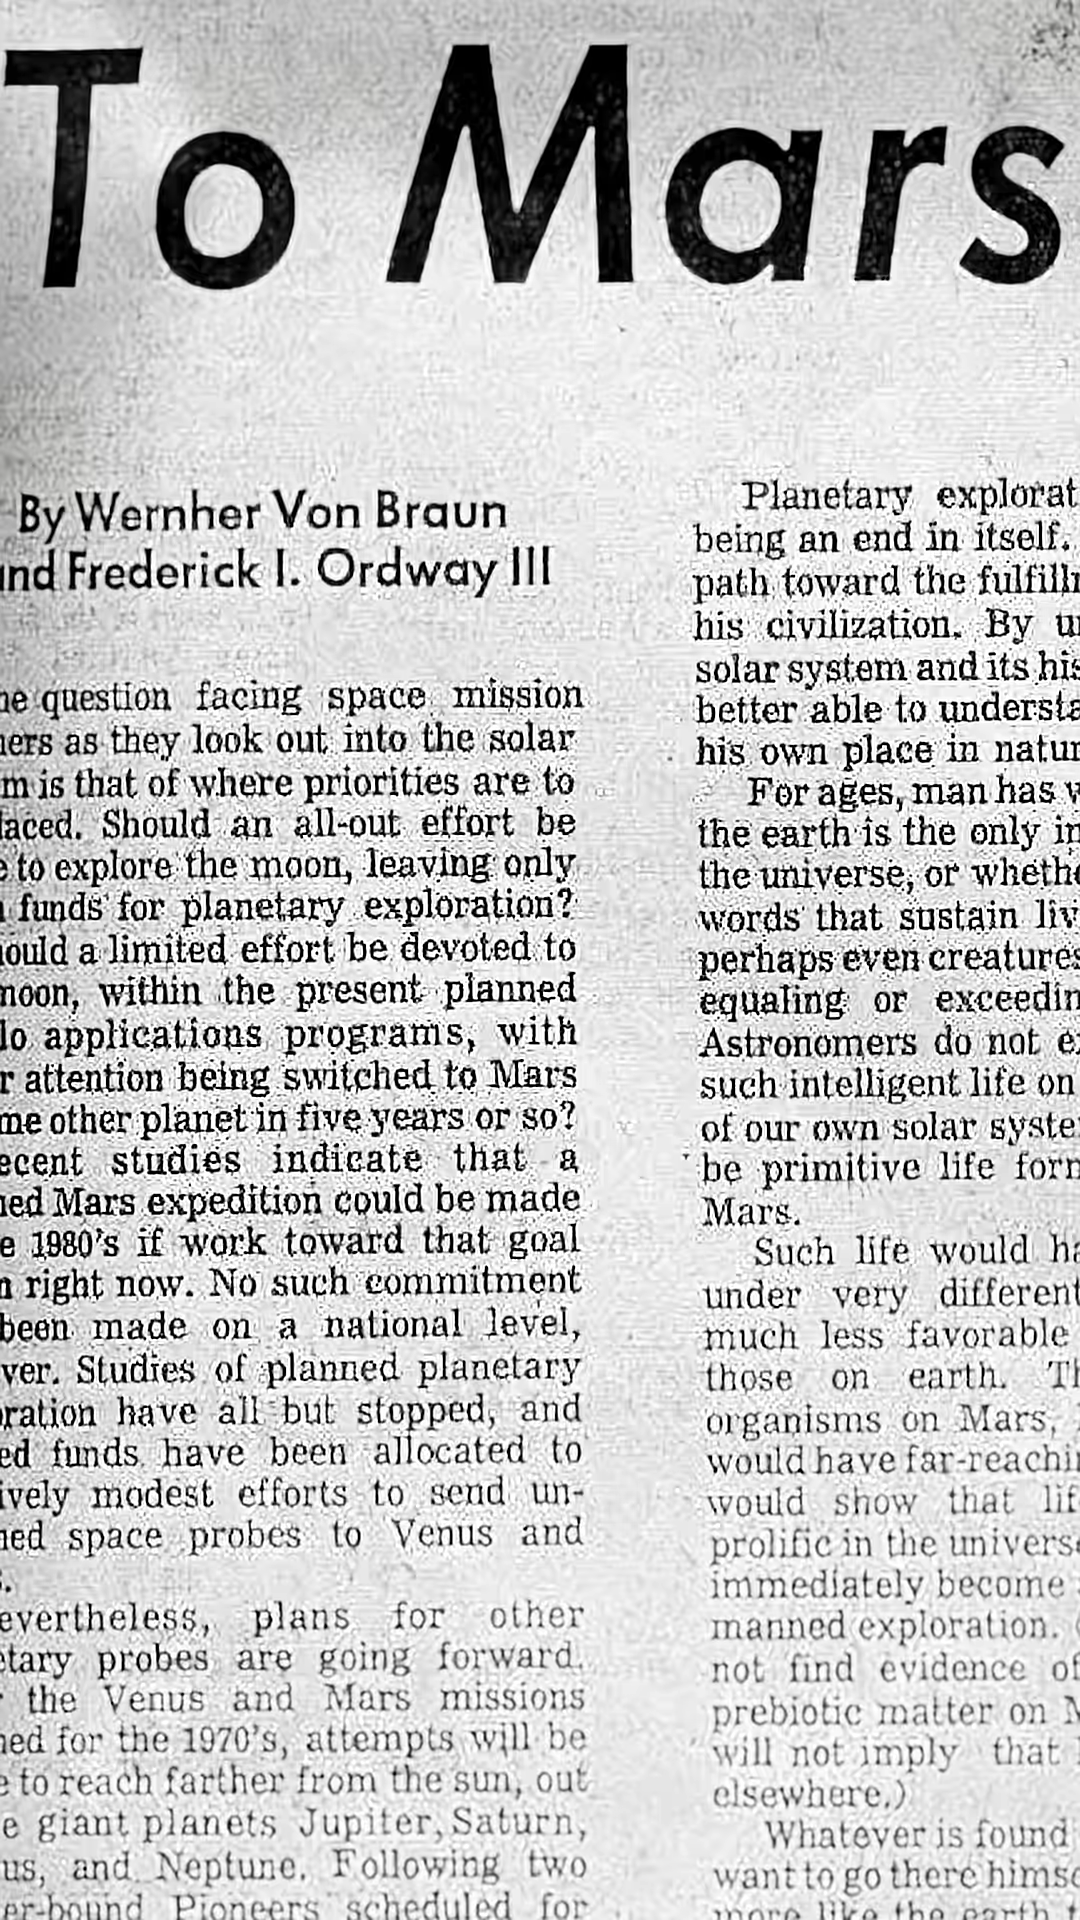 To Mars
By Wernher Von Braun
nd Frederick I. Ordway III
he question facing space mission
ners as they look out into the solar
m is that of where priorities are to
laced. Should an all-out effort be
e to explore the moon, leaving only
n funds for planetary exploration?
hould a limited effort be devoted to
moon, within the present planned
lo applications programs, with
r attention being switched to Mars
me other planet in five years or so?
ecent studies indicate that a
ned Mars expedition could be made
e 1980's if work toward that goal
n right now. No such commitment
been made on a national level,
ver. Studies of planned planetary
oration have all but stopped, and
ed funds have been allocated to
ively modest efforts to send un-
ned space probes to Venus and
s.
evertheless, plans for other
etary probes are going forward.
r the Venus and Mars missions
ned for the 1970's, attempts will be
e to reach farther from the sun, out
e giant planets Jupiter, Saturn,
us, and Neptune. Following two
er-bound Pioneers scheduled for
Planetary explorat
being an end in itself.
path toward the fulfillm
his civilization. By u
solar system and its his
better able to understa
his own place in natur
For ages, man has w
the earth is the only in
the universe, or wheth
words that sustain liv
perhaps even creatures
equaling or exceedin
Astronomers do not e
such intelligent life on
of our own solar syste
be primitive life form
Mars.
Such life would ha
under very different
much less favorable
those on earth. Th
organisms on Mars,
would have far-reachin
would show that lif
prolific in the universe
immediately become
manned exploration.
not find evidence of
prebiotic matter on M
will not imply that
elsewhere.)
Whatever is found
want to go there himse
more like the earth t